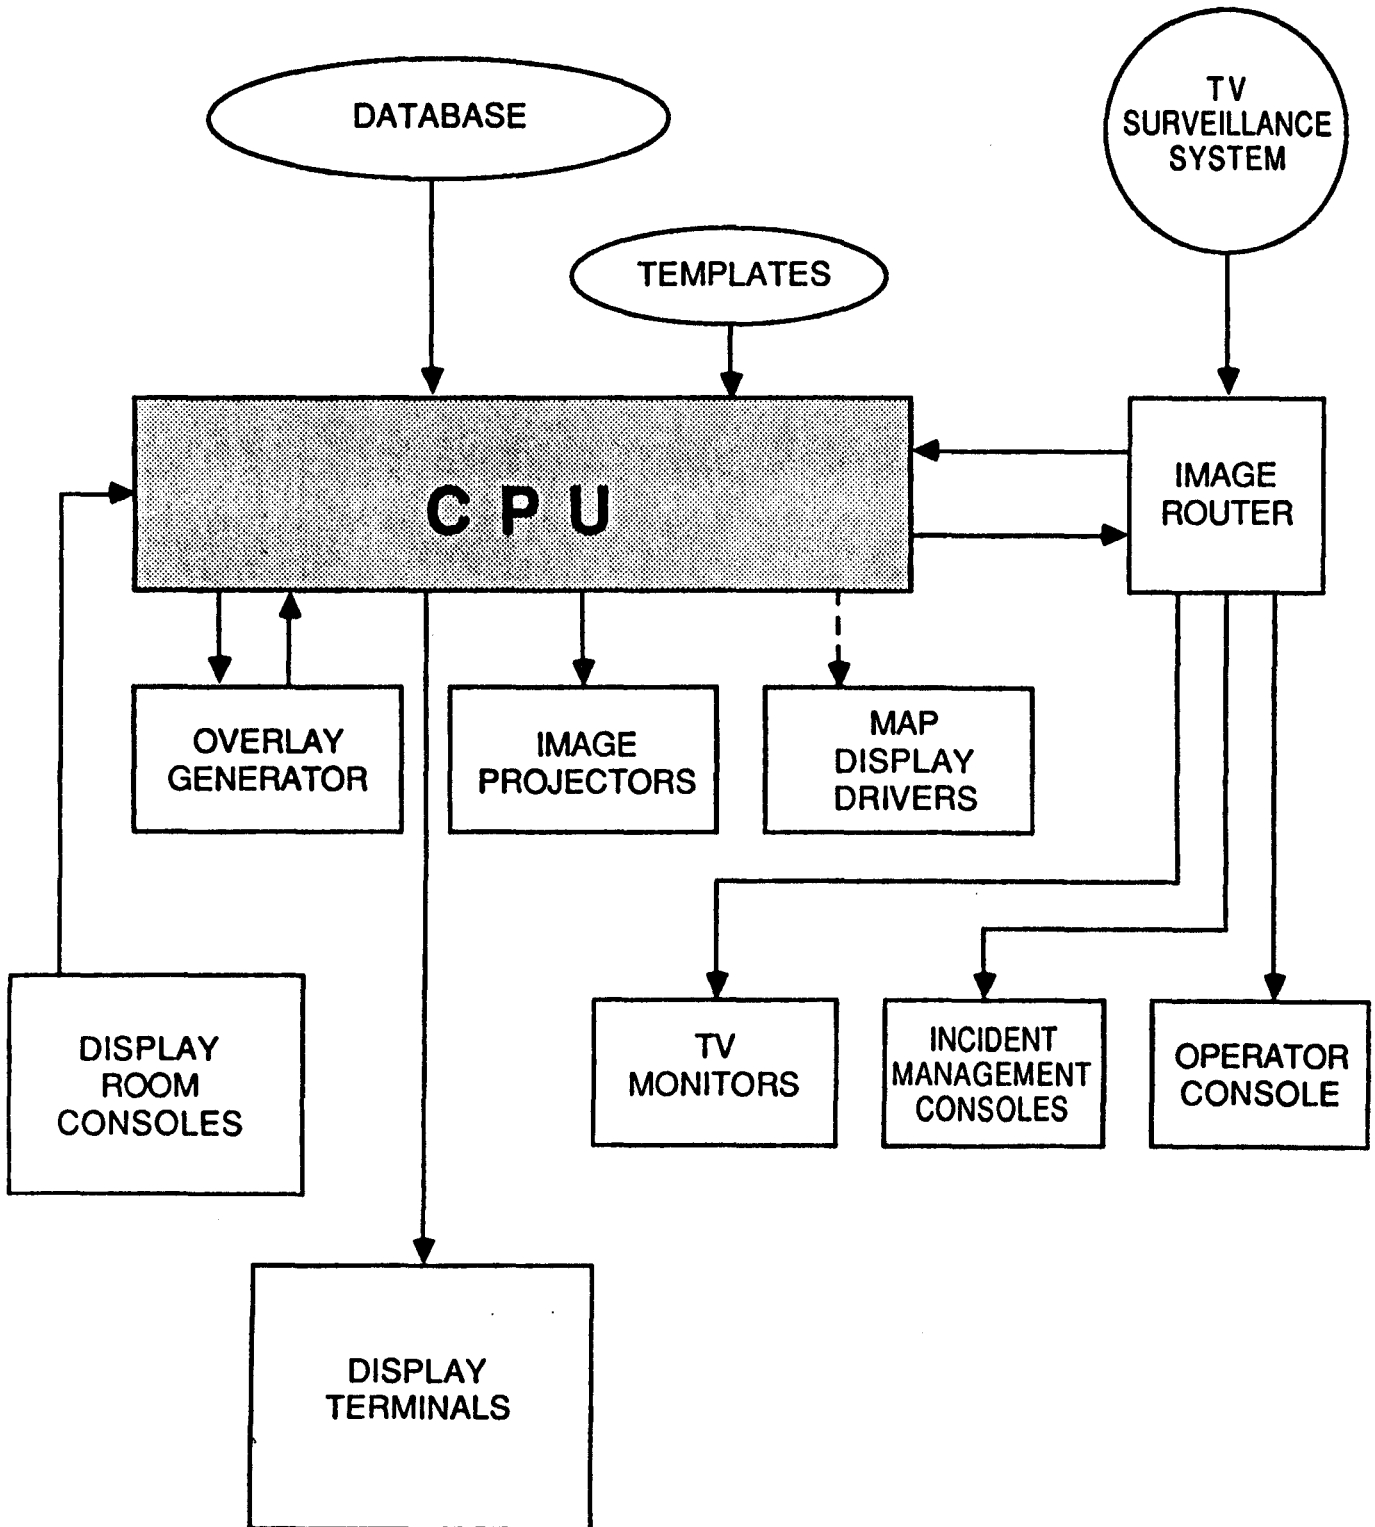 DATABASE
TV
SURVEILLANCE
SYSTEM
TEMPLATES
CPU
IMAGE
ROUTER
OVERLAY
GENERATOR
IMAGE
PROJECTORS
MAP
DISPLAY
DRIVERS
DISPLAY
ROOM
CONSOLES
TV
MONITORS
INCIDENT
MANAGEMENT
CONSOLES
OPERATOR
CONSOLE
DISPLAY
TERMINALS